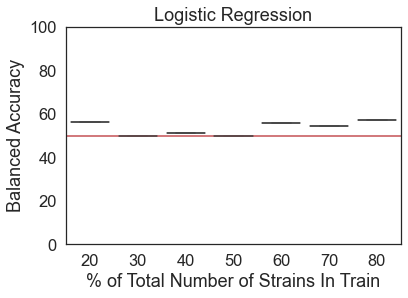 Logistic Regression
100
80
60
40
20
0
Balanced Accuracy
20 30 40 50 60 70 80
% of Total Number of Strains In Train